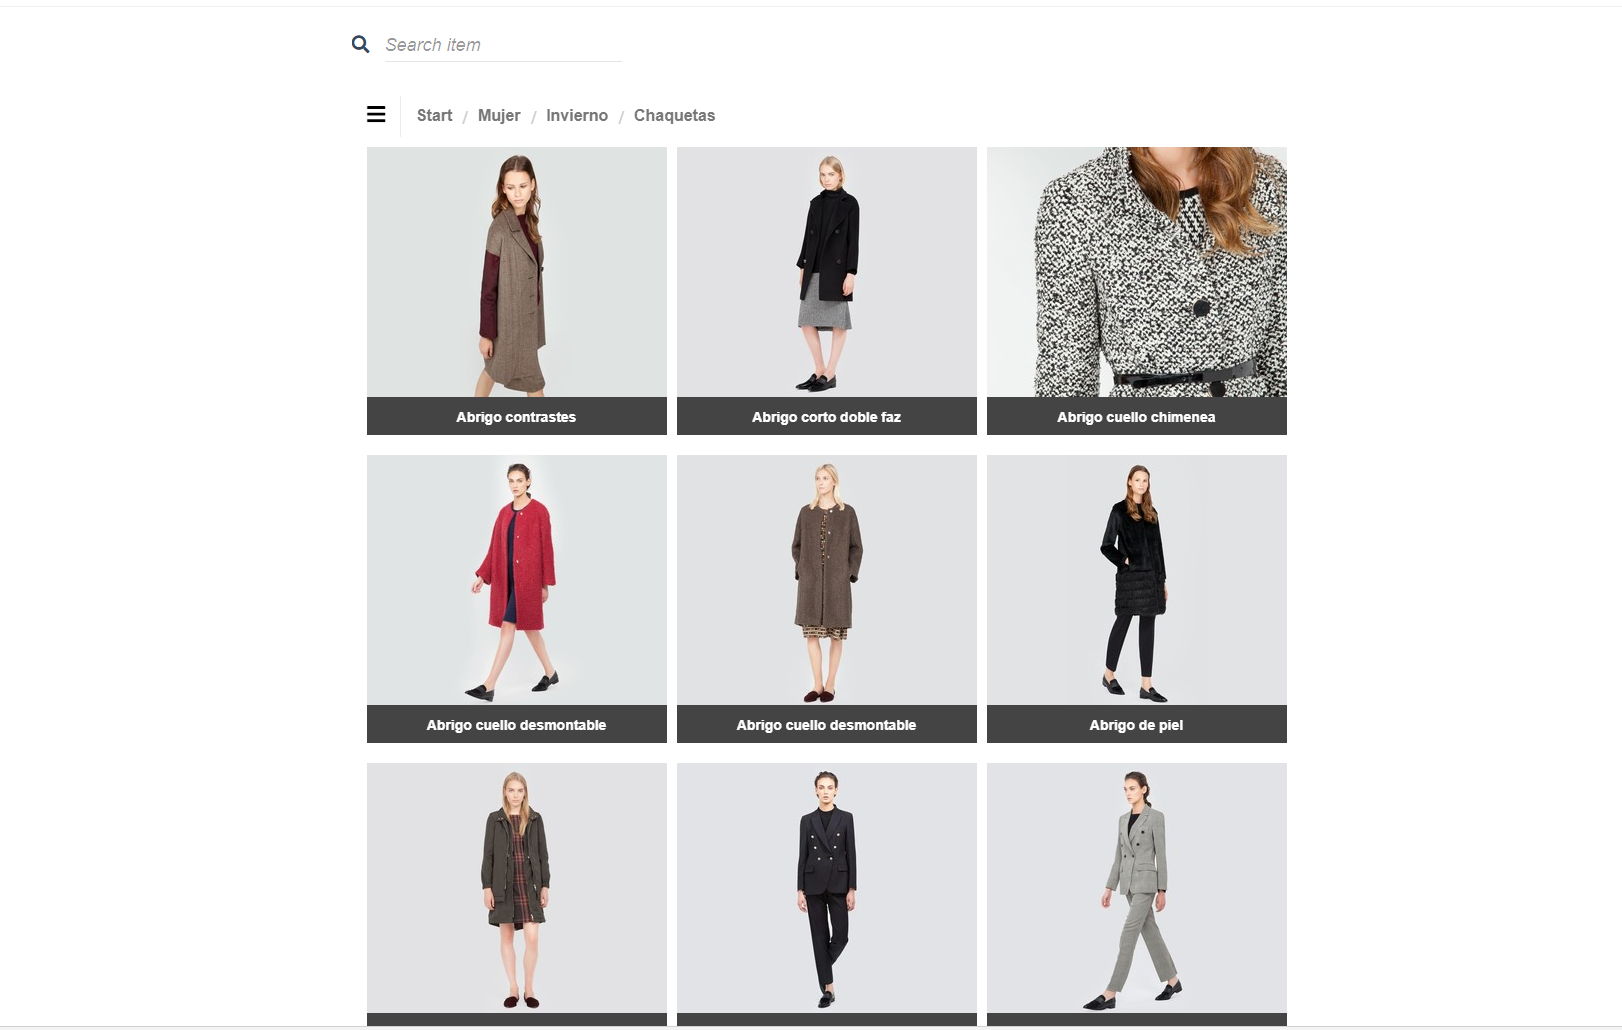 Search item
Start / Mujer / Invierno / Chaquetas
Abrigo contrastes
Abrigo corto doble faz
Abrigo cuello chimenea
Abrigo cuello desmontable
Abrigo cuello desmontable
Abrigo de piel